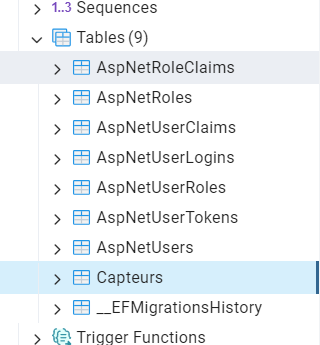 1..3 Sequences
Tables (9)
AspNetRoleClaims
AspNetRoles
AspNetUserClaims
AspNetUserLogins
AspNetUserRoles
AspNetUserTokens
AspNetUsers
Capteurs
__EFMigrationsHistory
Trigger Functions